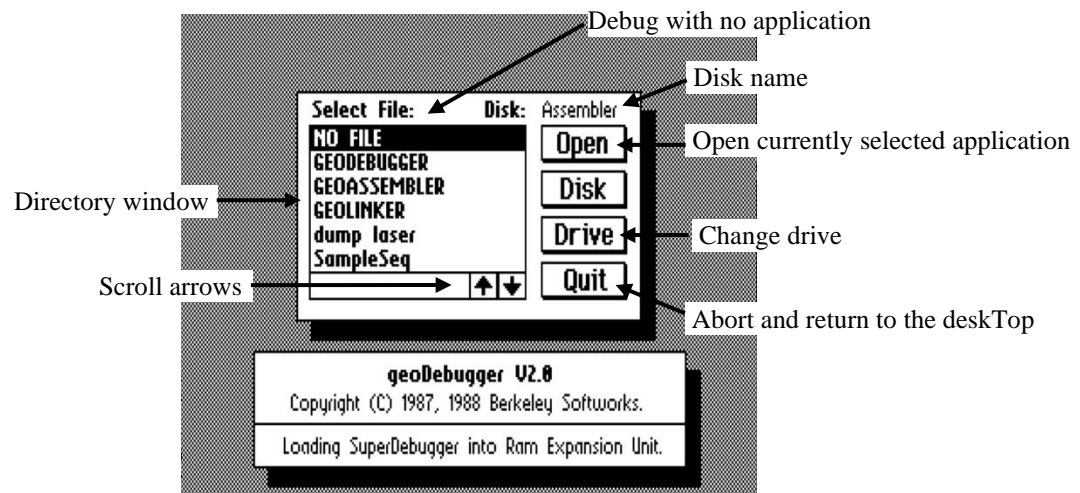 Debug with no application
Disk name
Select File: Disk: Assembler
NO FILE
Open
Open currently selected application
GEODEBUGGER
GEOASSEMBLER
Disk
Directory window
GEOLINKER
dump laser
Drive
Change drive
SampleSeq
Scroll arrows
Quit
Abort and return to the deskTop
geoDebugger V2.0
Copyright (C) 1987, 1988 Berkeley Softworks.
Loading SuperDebugger into Ram Expansion Unit.